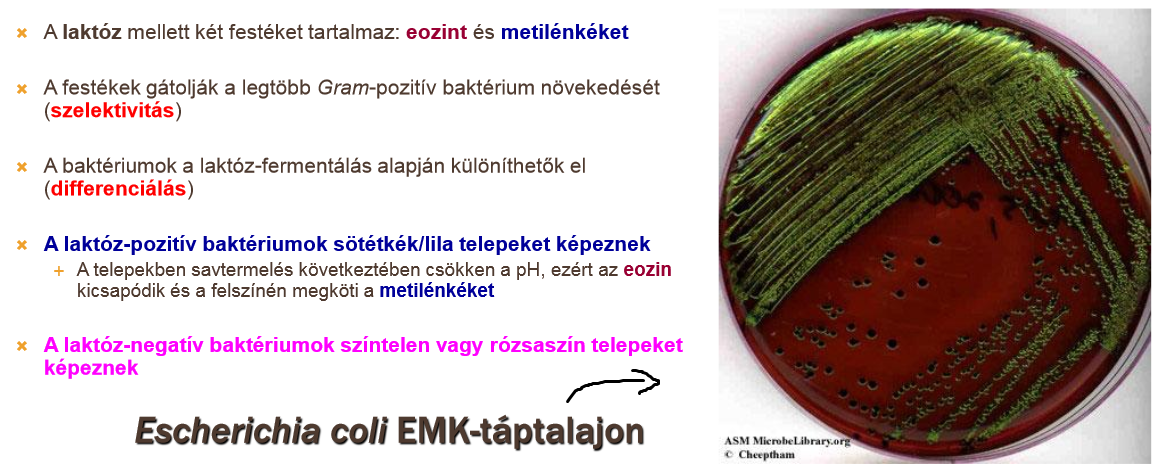 A laktóz mellett két festéket tartalmaz: eozint és metilénkéket
A festékek gátolják a legtöbb Gram-pozitív baktérium növekedését
(szelektivitás)
A baktériumok a laktóz-fermentálás alapján különíthetők el
(differenciálás)
A laktóz-pozitív baktériumok sötétkék/lila telepeket képeznek
A telepekben savtermelés következtében csökken a pH, ezért az eozin
kicsapódik és a felszínén megköti a metilénkéket
A laktóz-negatív baktériumok színtelen vagy rózsaszín telepeket
képeznek
Escherichia coli EMK-táptalajon
ASM MicrobeLibrary.org
© Cheeptham